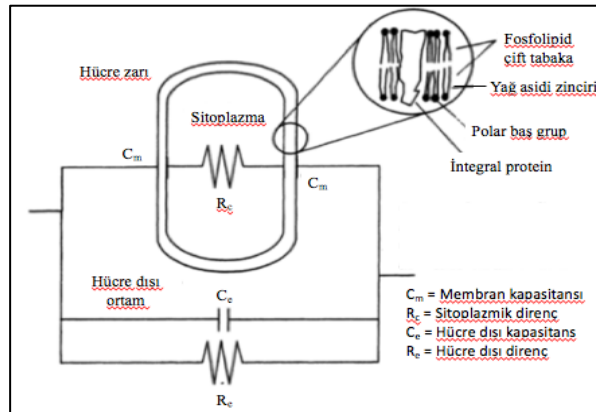 Hücre zarı
Sitoplazma
Fosfolipid
çift tabaka
Yağ asidi zinciri
Polar baş grup
İntegral protein
Cm
Cm
Rc
Hücre dışı
ortam
Ce
Re
Cm = Membran kapasitansı
Rc = Sitoplazmik direnç
Ce = Hücre dışı kapasitans
Re = Hücre dışı direnç